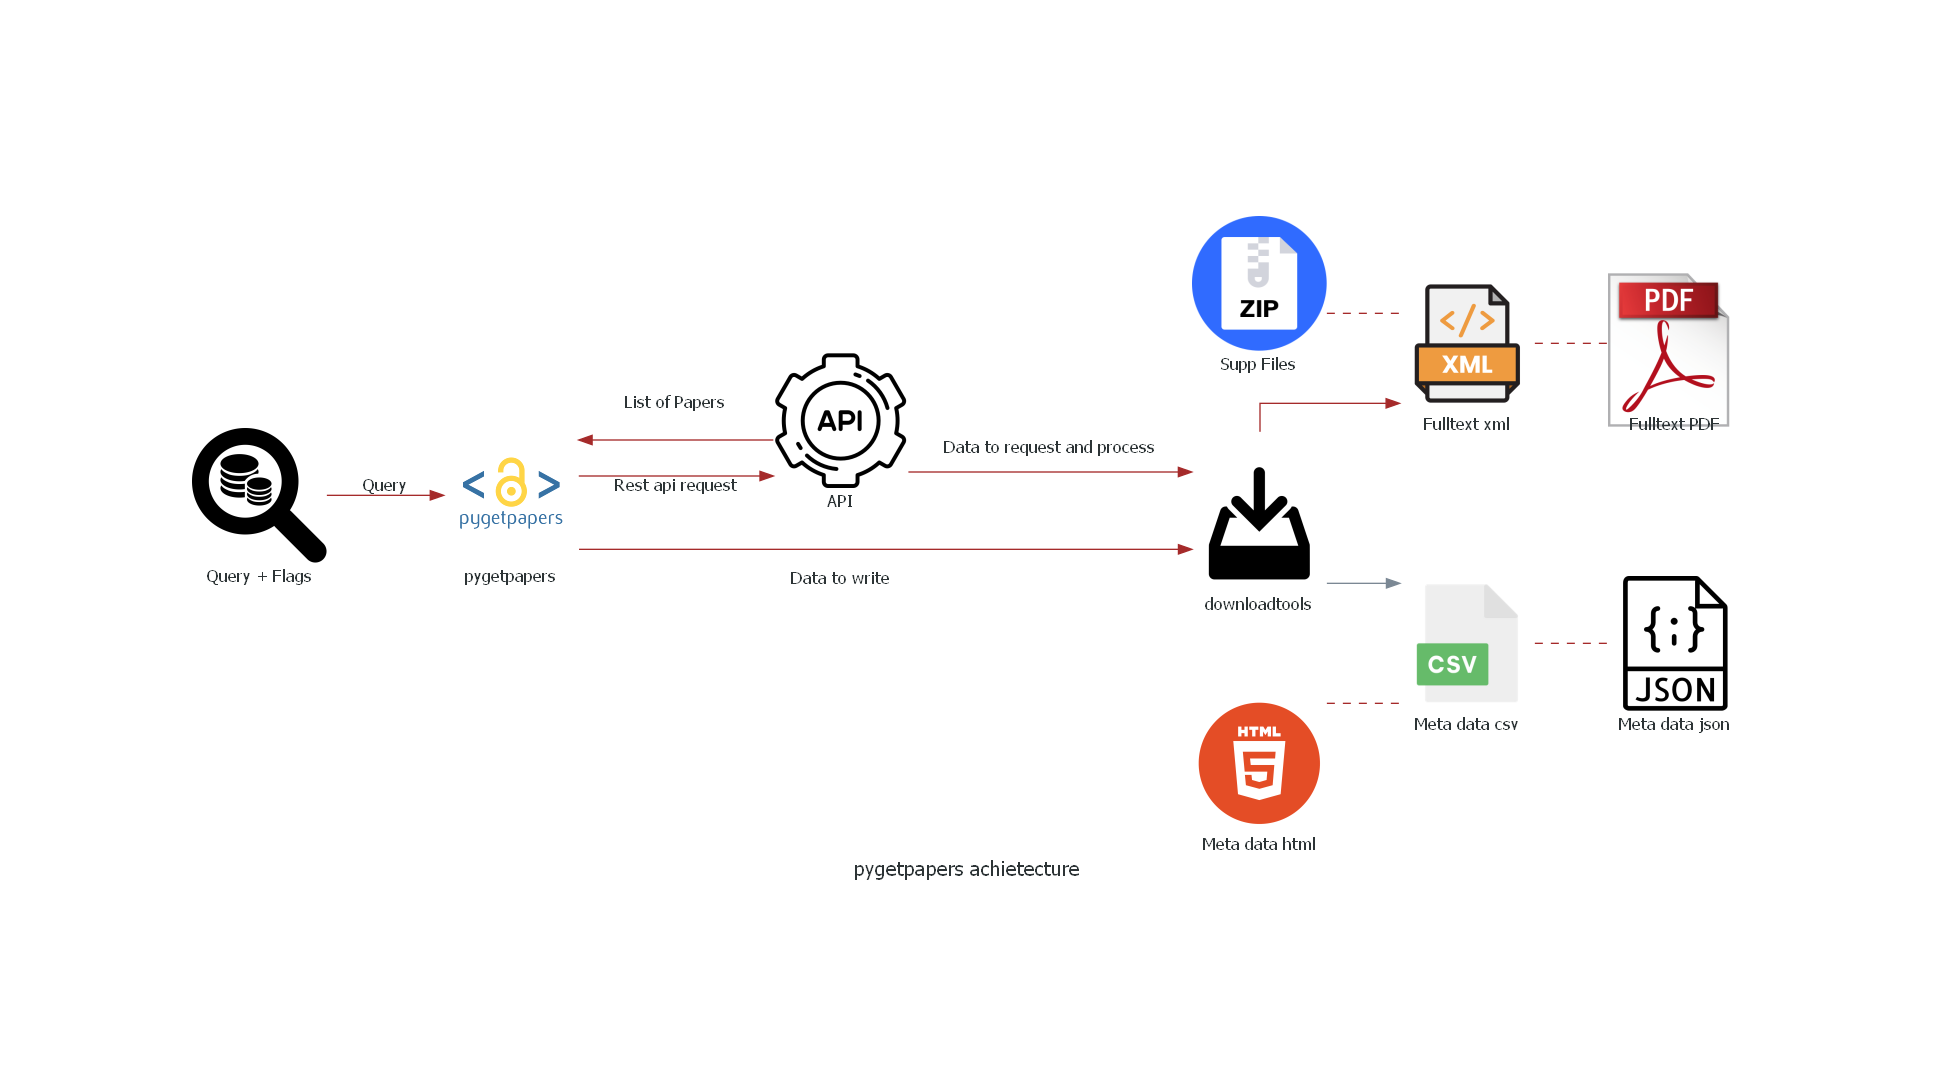 ZIP
Supp Files
</>
XML
Fulltext xml
PDF
Fulltext PDF
List of Papers
API
API
Data to request and process
Query
< >
pygetpapers
Rest api request
Query + Flags
pygetpapers
Data to write
downloadtools
CSV
Meta data csv
{;}
JSON
Meta data json
HTML
5
Meta data html
pygetpapers achietecture